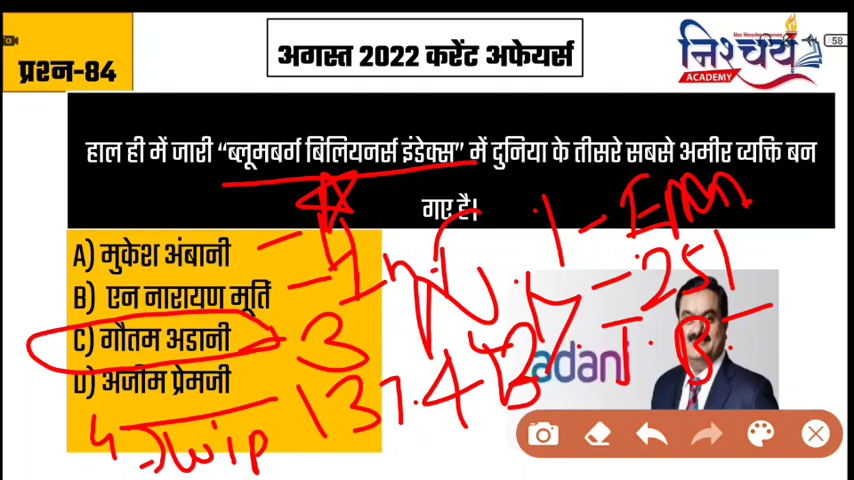 58
प्रश्न-84
अगस्त 2022 करेंट अफेयर्स
निश्चय
ACADEMY
हाल ही में जारी “ब्लूमबर्ग बिलियनर्स इंडेक्स” में दुनिया के तीसरे सबसे अमीर व्यक्ति बन
गए है।
A) मुकेश अंबानी
B) एन नारायण मूर्ति
C) गौतम अडानी
D) अजीम प्रेमजी
adani
1 -
- 251
3
137.4 B
T. B.
wip